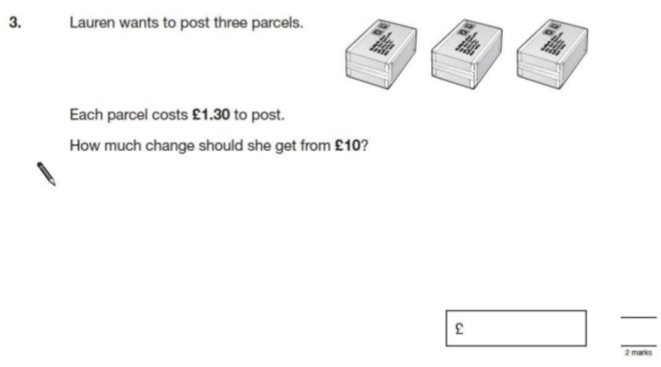 3. Lauren wants to post three parcels.
Each parcel costs £1.30 to post.
How much change should she get from £10?
£
2 marks